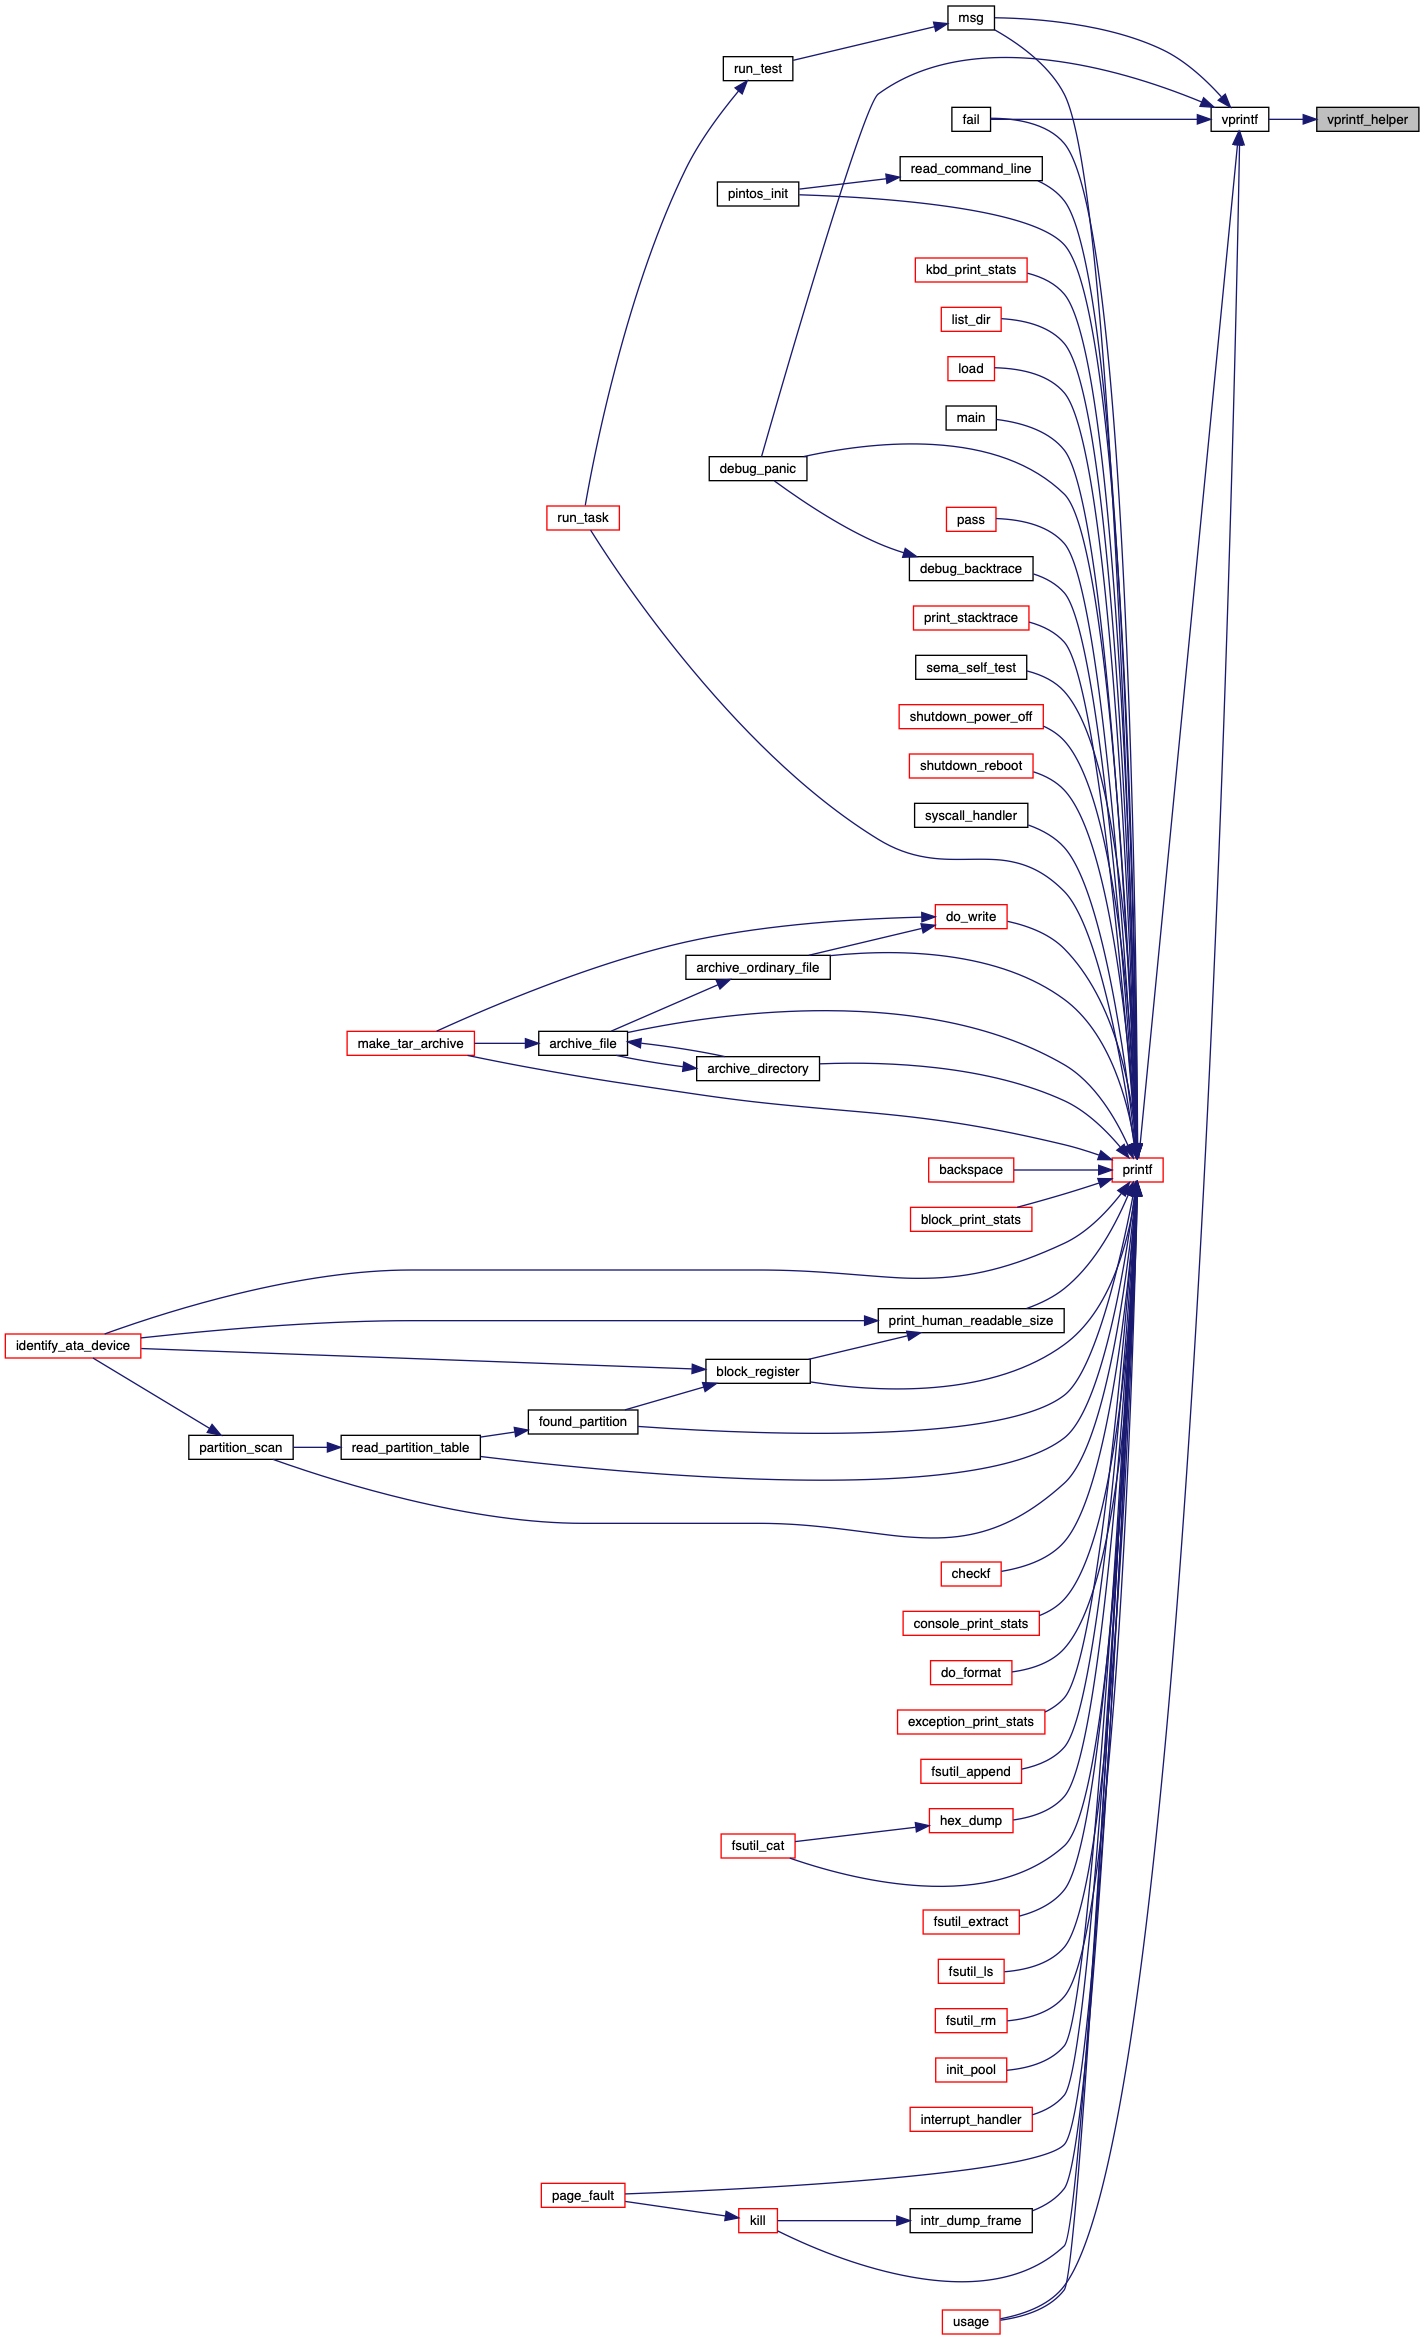 msg
run_test
fail
vprintf
vprintf_helper
read_command_line
pintos_init
kbd_print_stats
list_dir
load
main
debug_panic
run_task
pass
debug_backtrace
print_stacktrace
sema_self_test
shutdown_power_off
shutdown_reboot
syscall_handler
do_write
archive_ordinary_file
make_tar_archive
archive_file
archive_directory
backspace
printf
block_print_stats
print_human_readable_size
identify_ata_device
block_register
found_partition
partition_scan
read_partition_table
checkf
console_print_stats
do_format
exception_print_stats
fsutil_append
hex_dump
fsutil_cat
fsutil_extract
fsutil_ls
fsutil_rm
init_pool
interrupt_handler
page_fault
kill
intr_dump_frame
usage